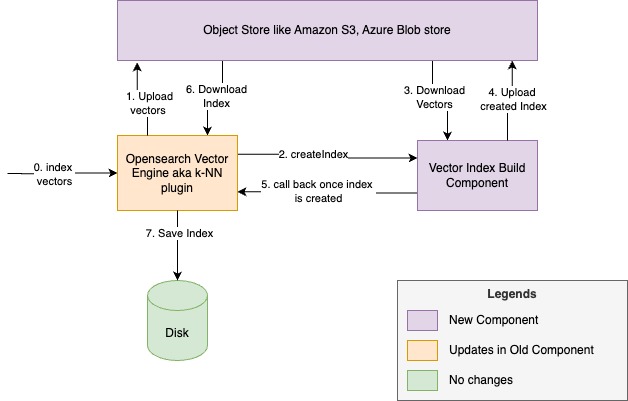 Object Store like Amazon S3, Azure Blob store
1. Upload
vectors
6. Download
Index
3. Download
Vectors
4. Upload
created Index
0. index
vectors
Opensearch Vector
Engine aka k-NN
plugin
2. createIndex
5. call back once index
is created
Vector Index Build
Component
7. Save Index
Disk
Legends
New Component
Updates in Old Component
No changes